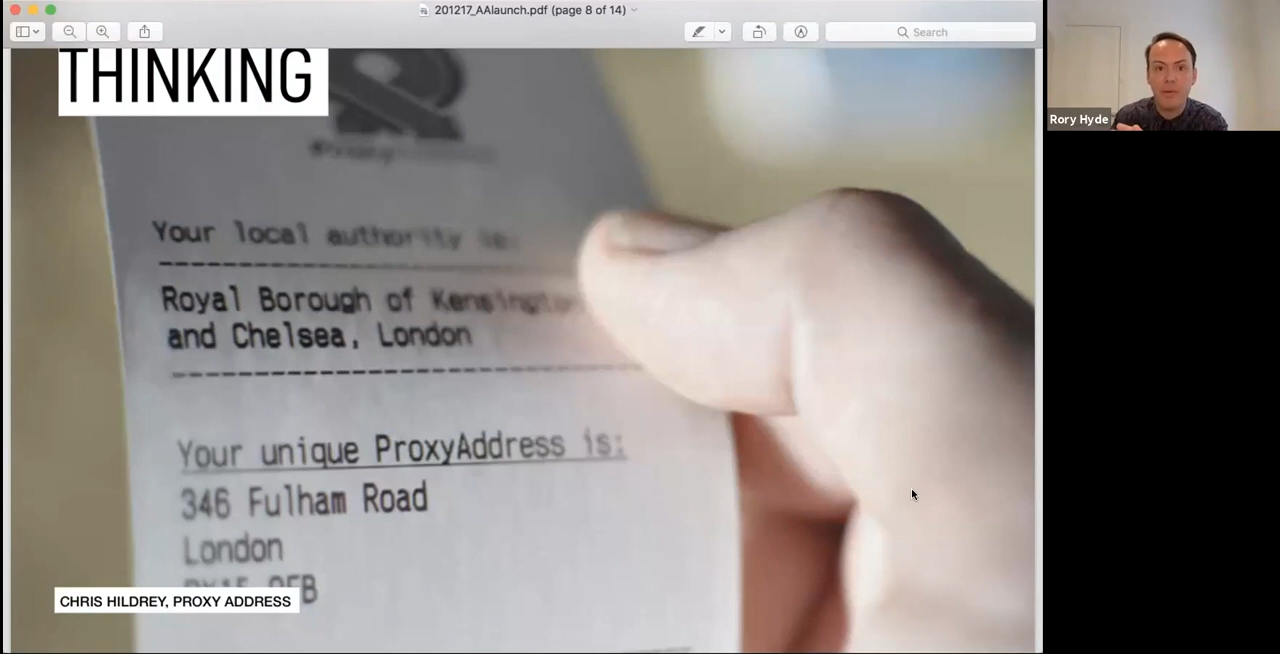 201217_AAlaunch.pdf (page 8 of 14)
Search
THINKING
Your local authority is:
Royal Borough of Kensington
and Chelsea, London
Your unique ProxyAddress is:
346 Fulham Road
London
CHRIS HILDREY, PROXY ADDRESS
Rory Hyde